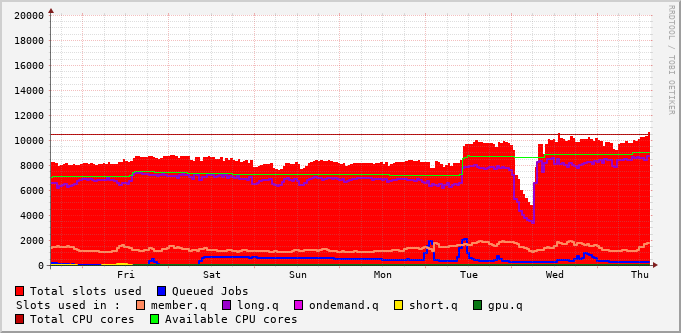 RRDTOOL / TOBI OETIKER
20000
18000
16000
14000
12000
10000
8000
6000
4000
2000
0
Fri Sat Sun Mon Tue Wed Thu
Total slots used Queued Jobs
Slots used in : member.q long.q ondemand.q short.q gpu.q
Total CPU cores Available CPU cores